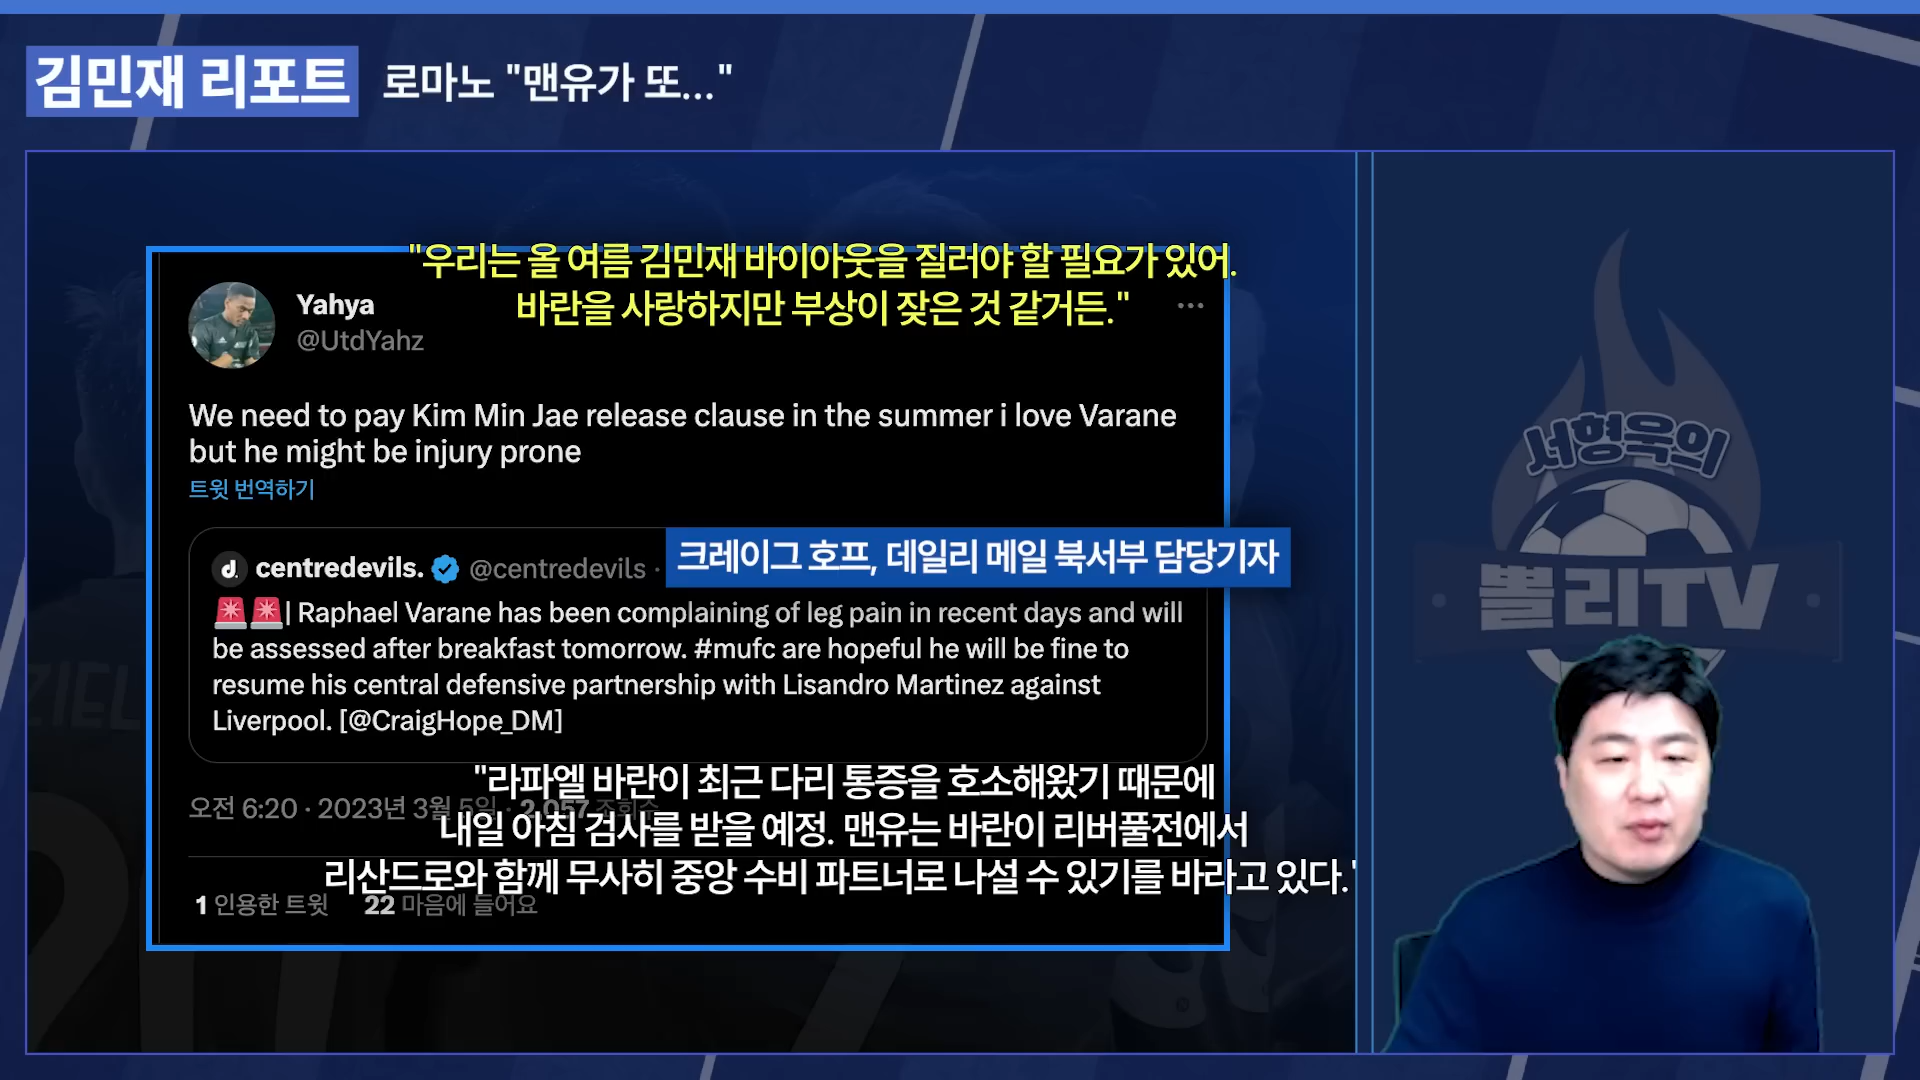 김민재 리포트
로마노 "맨유가 또..."
"우리는 올 여름 김민재 바이아웃을 질러야 할 필요가 있어.
바란을 사랑하지만 부상이 잦은 것 같거든."
Yahya
@UtdYahz
We need to pay Kim Min Jae release clause in the summer i love Varane
but he might be injury prone
트윗 번역하기
d. centredevils. @centredevils ·
크레이그 호프, 데일리 메일 북서부 담당기자
🚨🚨| Raphael Varane has been complaining of leg pain in recent days and will
be assessed after breakfast tomorrow. #mufc are hopeful he will be fine to
resume his central defensive partnership with Lisandro Martinez against
Liverpool. [@CraigHope_DM]
"라파엘 바란이 최근 다리 통증을 호소해왔기 때문에
오전 6:20 · 2023년 3월 5일 · 2,057 조회수
내일 아침 검사를 받을 예정. 맨유는 바란이 리버풀전에서
리산드로와 함께 무사히 중앙 수비 파트너로 나설 수 있기를 바라고 있다."
1 인용한 트윗 22 마음에 들어요
서형욱의
뽈리TV
ZIEL
20